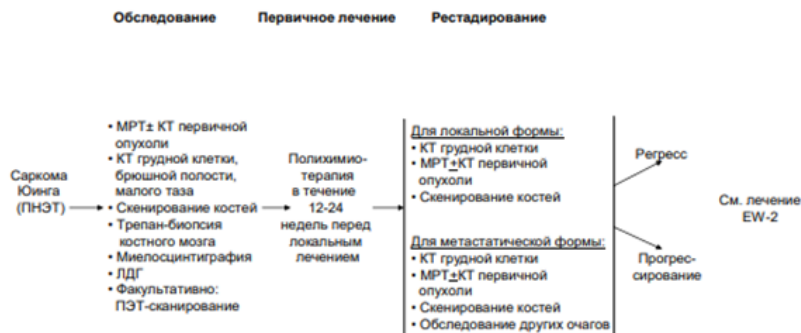 Обследование
Первичное лечение
Рестадирование
Саркома
Юинга
(ПНЭТ)
• МРТ± КТ первичной
опухоли
• КТ грудной клетки,
брюшной полости,
малого таза
• Скенирование костей
• Трепан-биопсия
костного мозга
• Миелосцинтиграфия
• ЛДГ
• Факультативно:
ПЭТ-сканирование
Полихимио-
терапия
в течение
12-24
недель перед
локальным
лечением
Для локальной формы:
• КТ грудной клетки
• МРТ±КТ первичной
опухоли
• Скенирование костей
Для метастатической формы:
• КТ грудной клетки
• МРТ±КТ первичной
опухоли
• Скенирование костей
• Обследование других очагов
Регресс
Прогрес-
сирование
См. лечение
EW-2